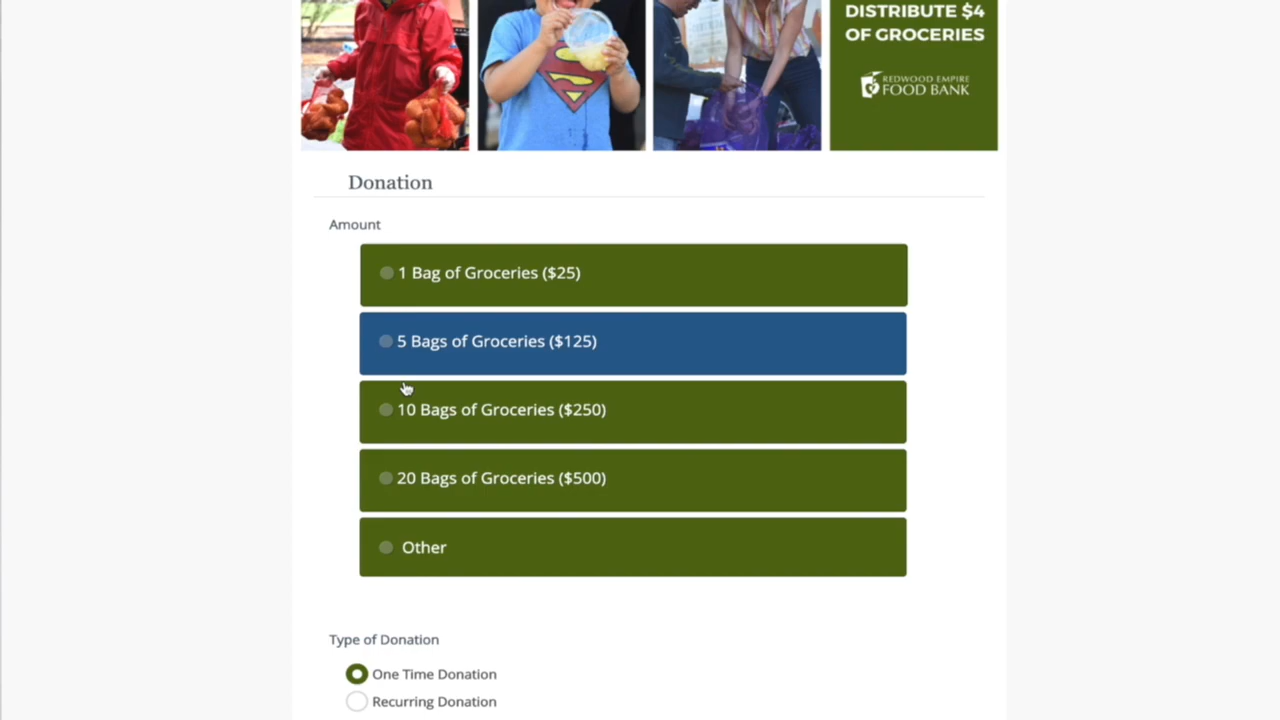 DISTRIBUTE $4
OF GROCERIES
REDWOOD EMPIRE
FOOD BANK
Donation
Amount
1 Bag of Groceries ($25)
5 Bags of Groceries ($125)
10 Bags of Groceries ($250)
20 Bags of Groceries ($500)
Other
Type of Donation
One Time Donation
Recurring Donation